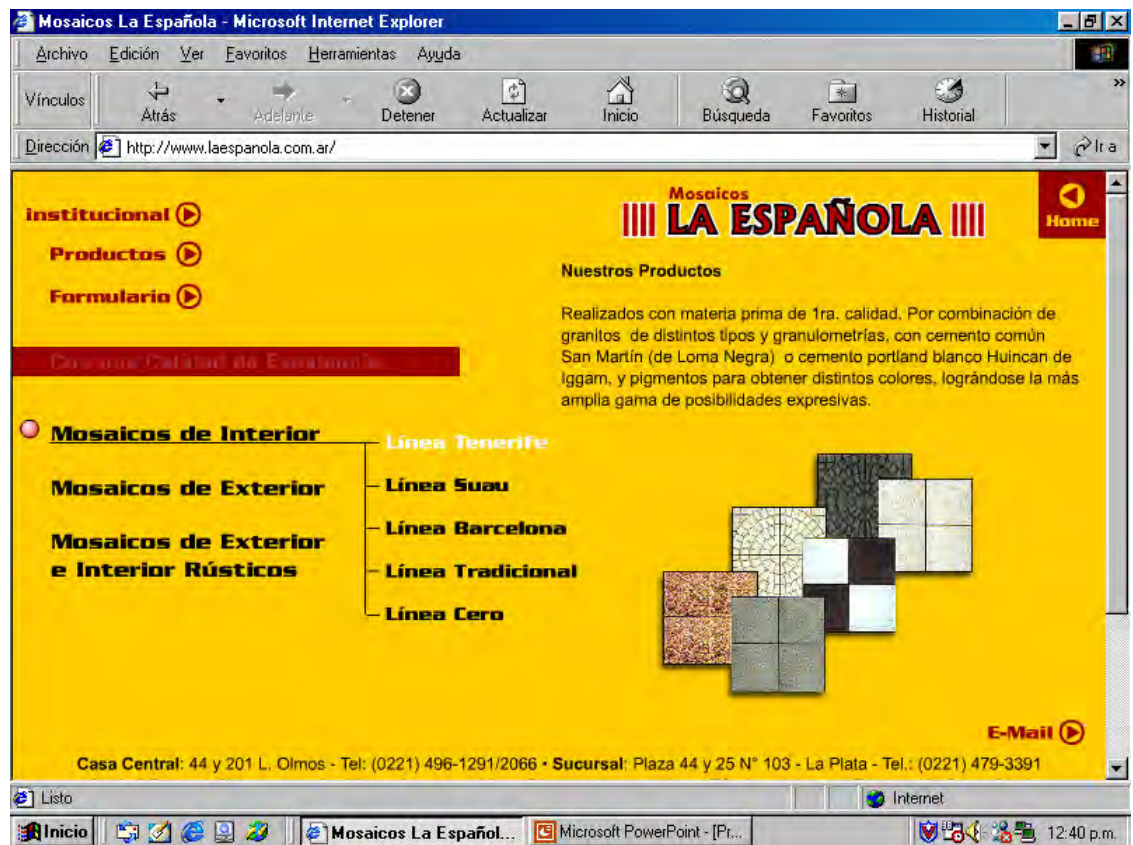 Mosaicos La Española - Microsoft Internet Explorer
Archivo Edición Ver Favoritos Herramientas Ayuda
Vínculos Atrás Adelante Detener Actualizar Inicio Búsqueda Favoritos Historial »
Dirección http://www.laespanola.com.ar/ Ir a
institucional
Productos
Formulario
Mosaicos
LA ESPAÑOLA
Home
Nuestros Productos
Realizados con materia prima de 1ra. calidad. Por combinación de
granitos de distintos tipos y granulometrías, con cemento común
San Martín (de Loma Negra) o cemento portland blanco Huincan de
Iggam, y pigmentos para obtener distintos colores, lográndose la más
amplia gama de posibilidades expresivas.
Mosaicos de Interior
Mosaicos de Exterior
Mosaicos de Exterior
e Interior Rústicos
Línea Tenerife
Línea Suau
Línea Barcelona
Línea Tradicional
Línea Cero
E-Mail
Casa Central: 44 y 201 L. Olmos - Tel: (0221) 496-1291/2066 • Sucursal: Plaza 44 y 25 N° 103 - La Plata - Tel.: (0221) 479-3391
Listo Internet
Inicio Mosaicos La Español... Microsoft PowerPoint - [Pr... 12:40 p.m.